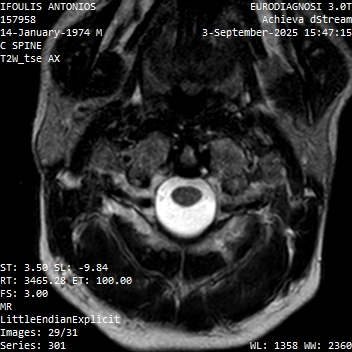 IFOULIS ANTONIOS
EURODIAGNOSI 3.0T
157958
Achieva dStream
14-January-1974 M
3-September-2025 15:47:15
C SPINE
T2W_tse AX
ST: 3.50 SL: -9.84
RT: 3465.28 ET: 100.00
FS: 3.00
MR
LittleEndianExplicit
Images: 29/31
Series: 301
WL: 1358 WW: 2360